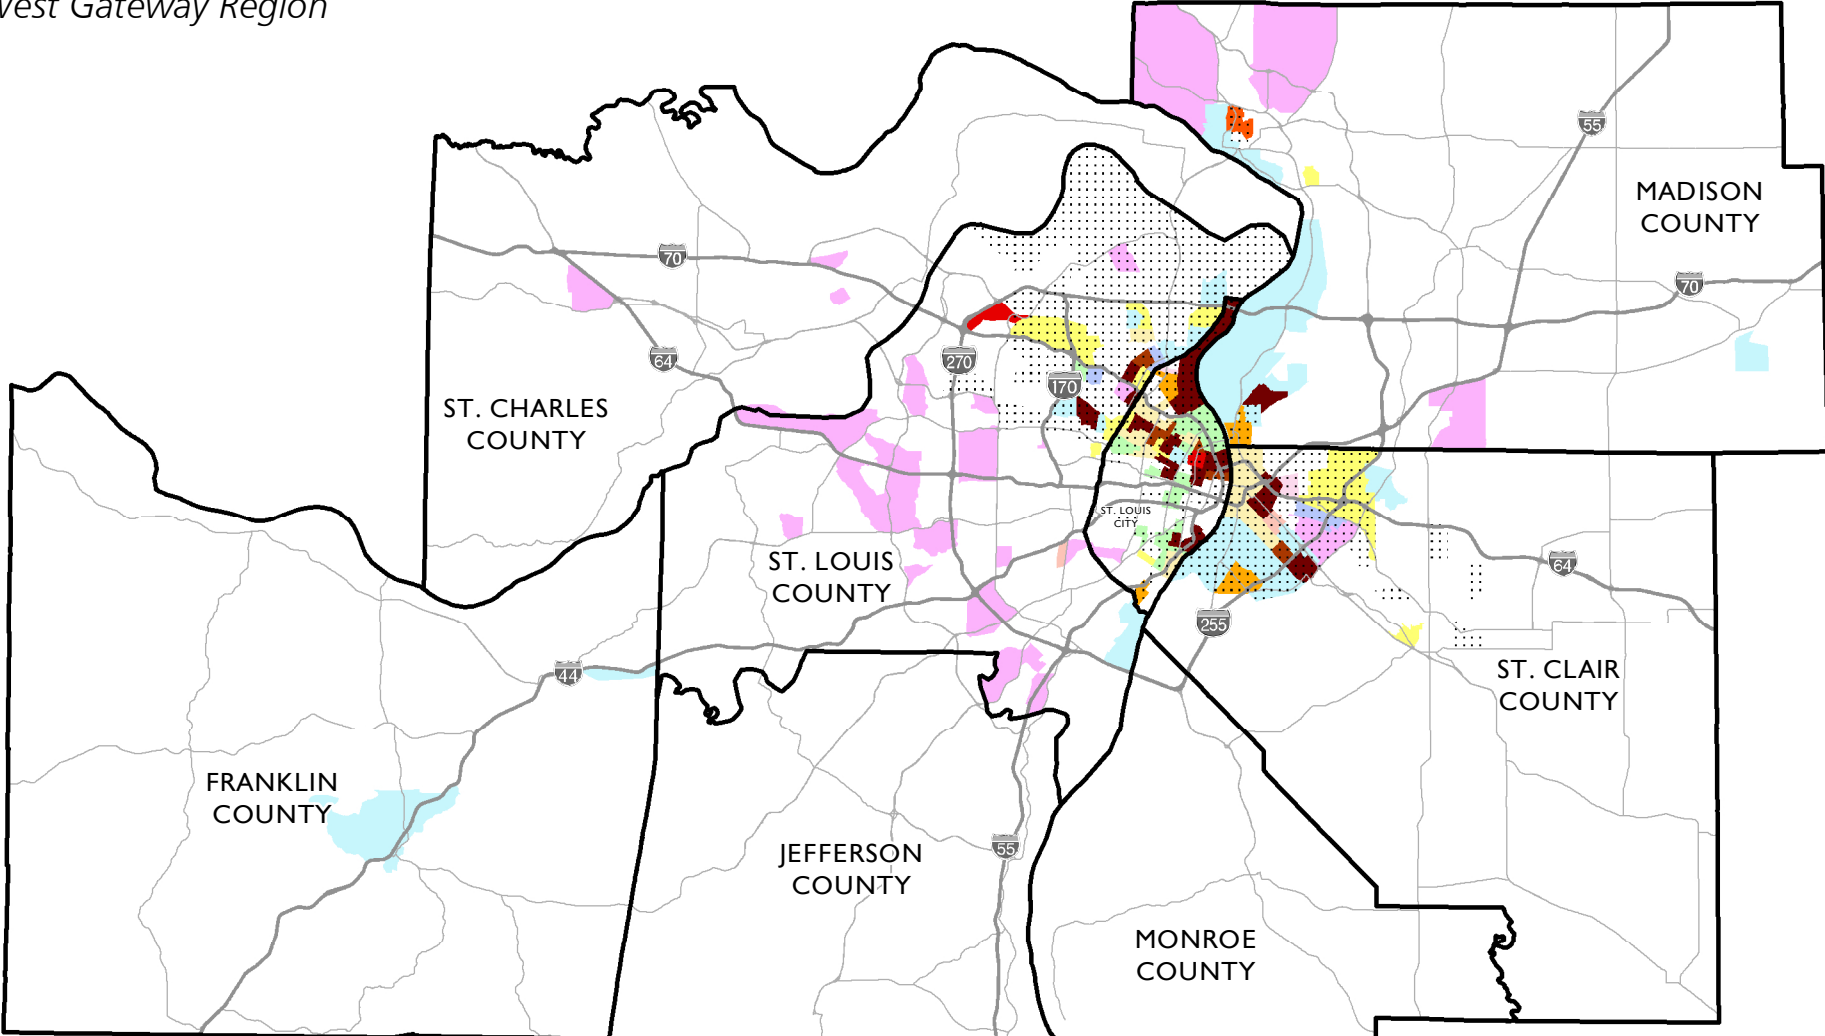 West Gateway Region
55
MADISON
COUNTY
70
70
64
270
170
ST. CHARLES
COUNTY
ST. LOUIS
CITY
ST. LOUIS
COUNTY
64
255
44
ST. CLAIR
COUNTY
FRANKLIN
COUNTY
JEFFERSON
COUNTY
55
MONROE
COUNTY